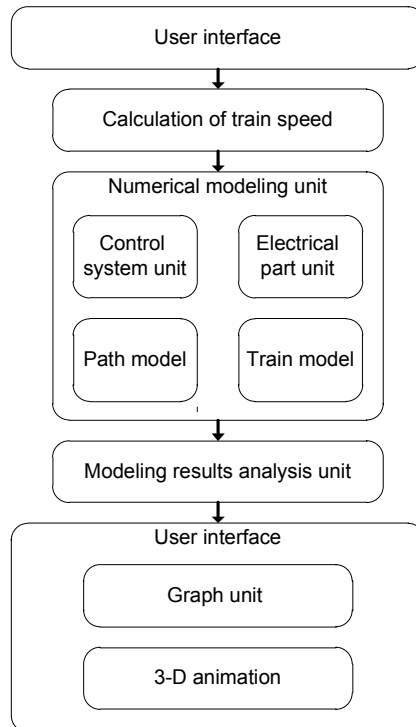 User interface
Calculation of train speed
Numerical modeling unit
Control
system unit
Electrical
part unit
Path model
Train model
Modeling results analysis unit
User interface
Graph unit
3-D animation